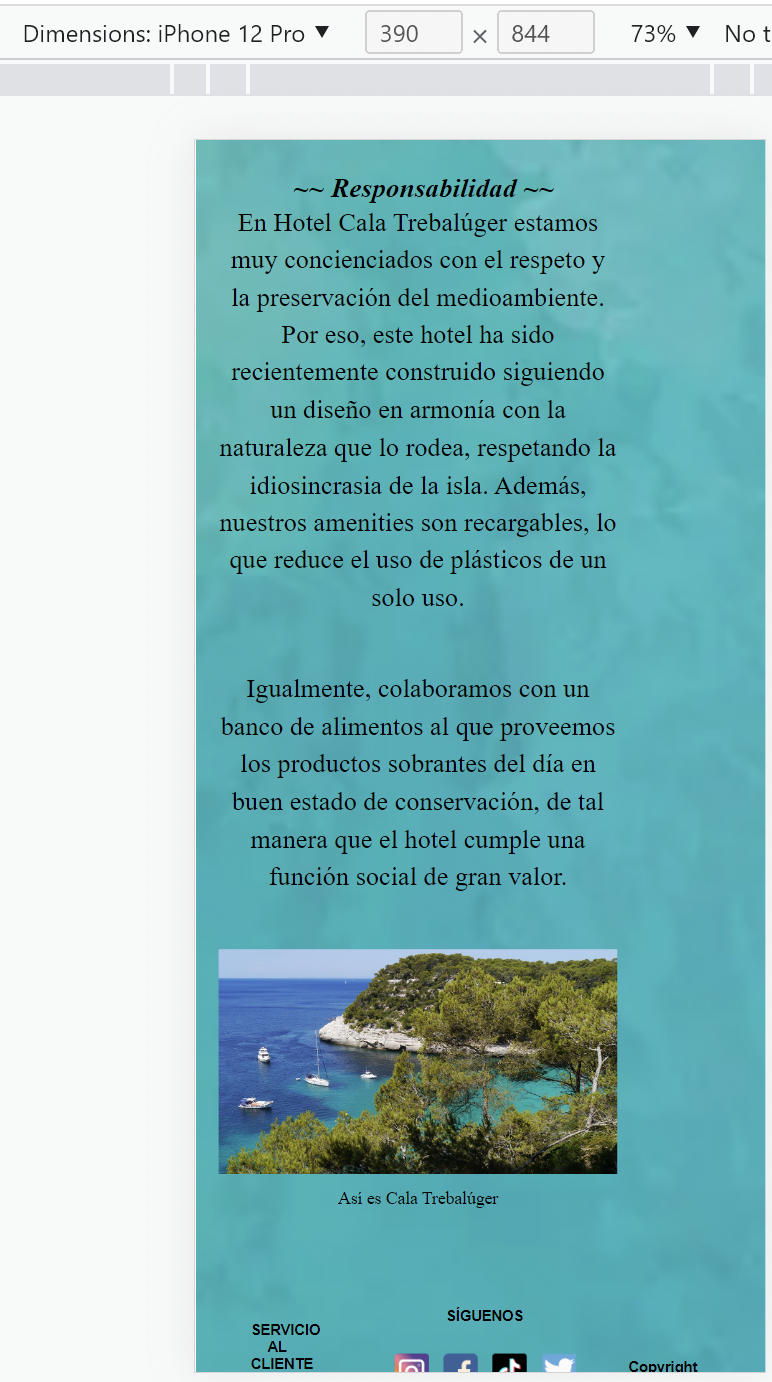 Dimensions: iPhone 12 Pro ▼ 390 × 844 73% ▼ No t
~~ Responsabilidad ~~
En Hotel Cala Trebalúger estamos
muy concienciados con el respeto y
la preservación del medioambiente.
Por eso, este hotel ha sido
recientemente construido siguiendo
un diseño en armonía con la
naturaleza que lo rodea, respetando la
idiosincrasia de la isla. Además,
nuestros amenities son recargables, lo
que reduce el uso de plásticos de un
solo uso.
Igualmente, colaboramos con un
banco de alimentos al que proveemos
los productos sobrantes del día en
buen estado de conservación, de tal
manera que el hotel cumple una
función social de gran valor.
Así es Cala Trebalúger
SÍGUENOS
SERVICIO
AL
CLIENTE
Copyright